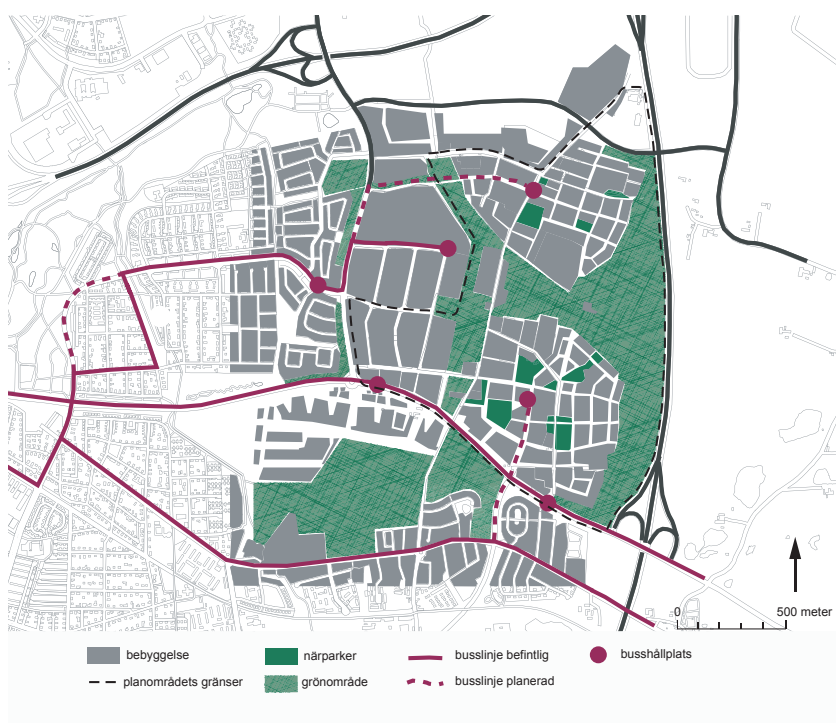 0
500 meter
bebyggelse
närparker
busslinje befintlig
busshållplats
planområdets gränser
grönområde
busslinje planerad